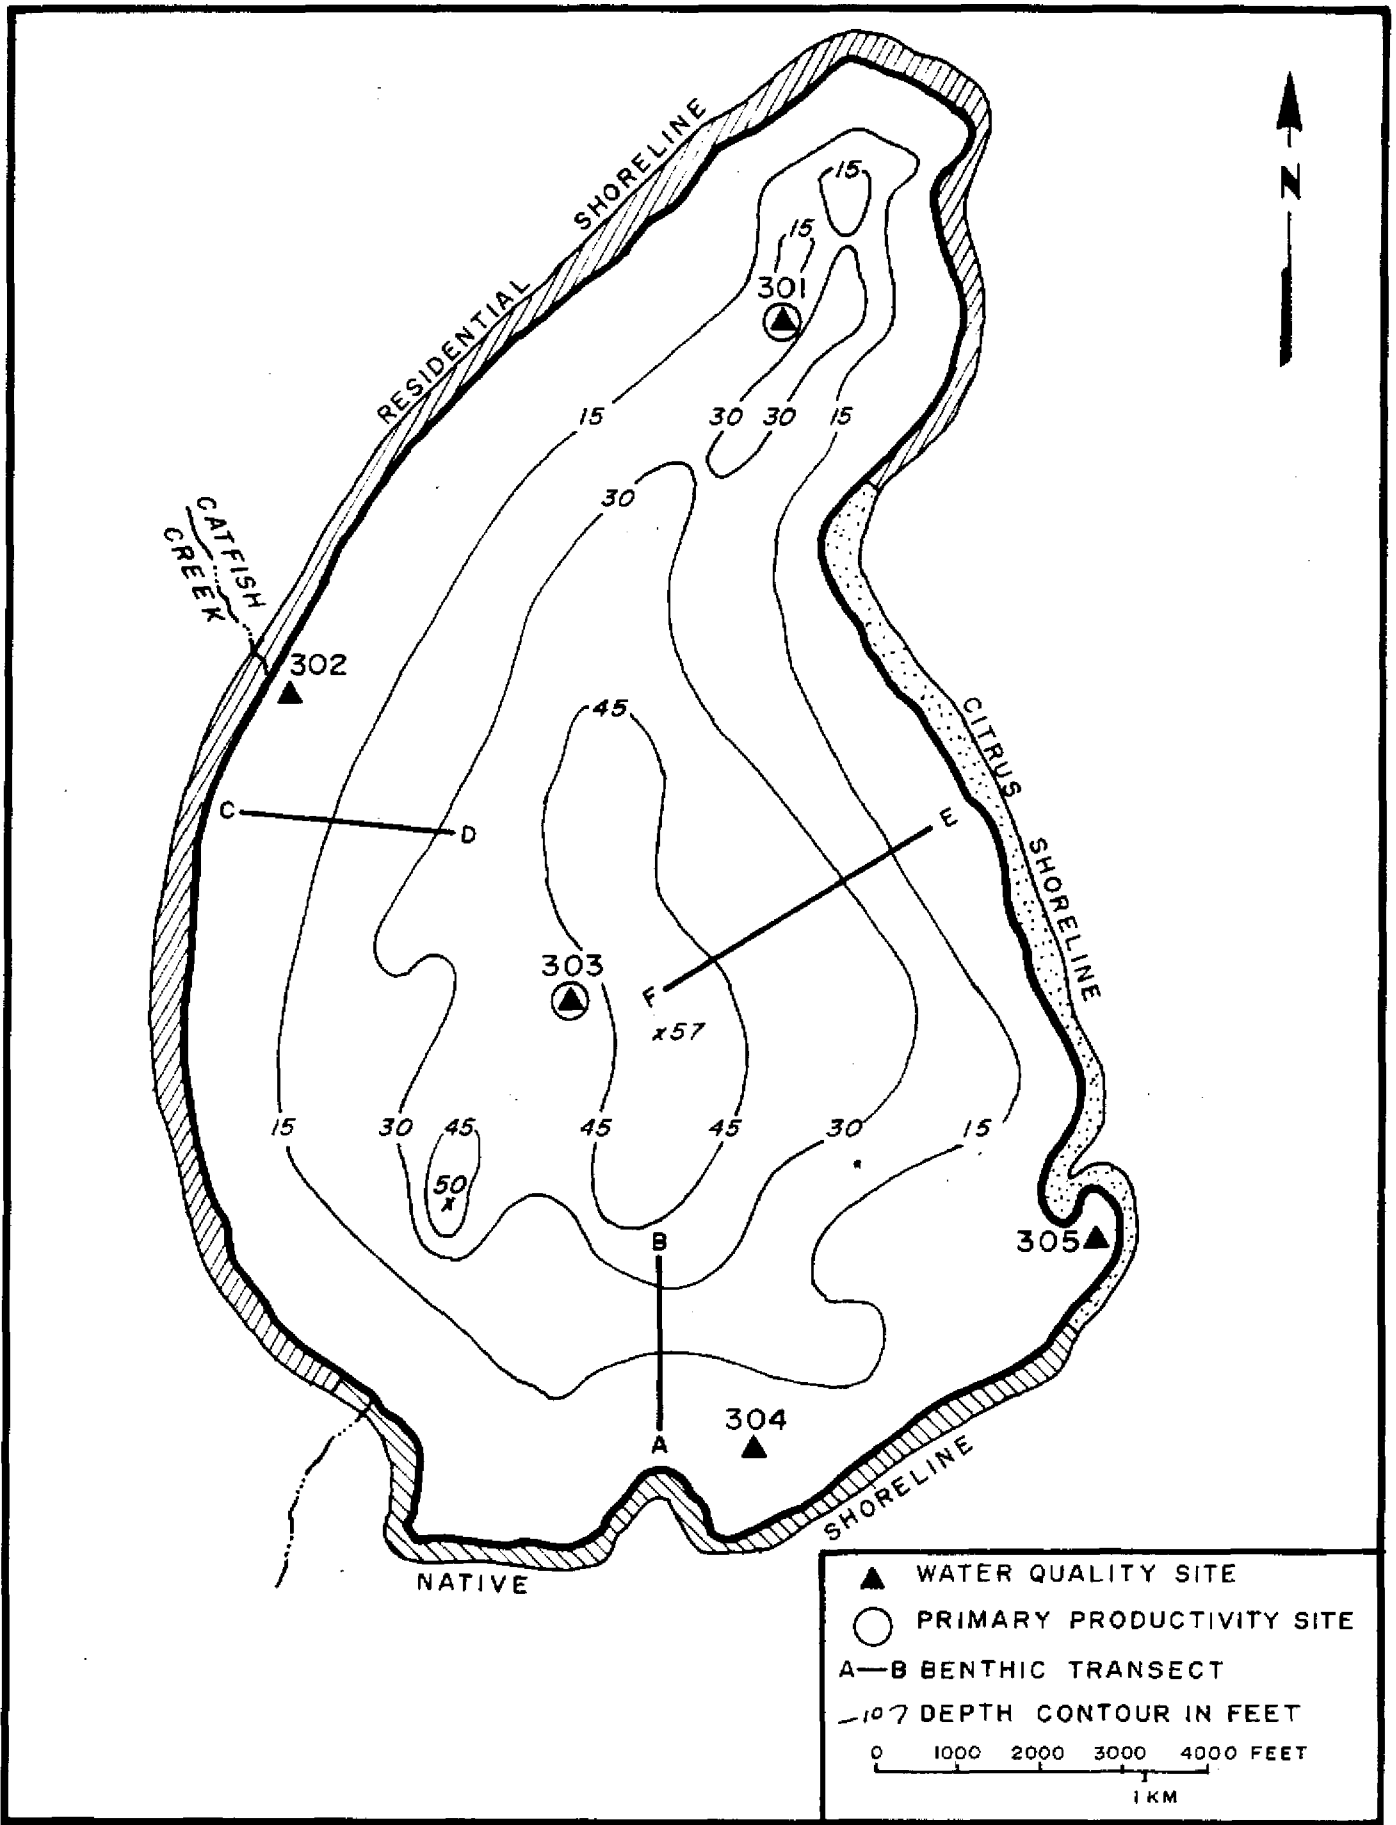 N
RESIDENTIAL SHORELINE
15
15
301
30 30 15
15
30
CATFISH
CREEK
302
45
CITRUS SHORELINE
C
D
E
303
F
x57
15 30 45 45 45 30 15
50
x
B
305
304
A
SHORELINE
NATIVE
WATER QUALITY SITE
PRIMARY PRODUCTIVITY SITE
A—B BENTHIC TRANSECT
10 DEPTH CONTOUR IN FEET
0 1000 2000 3000 4000 FEET
1 KM